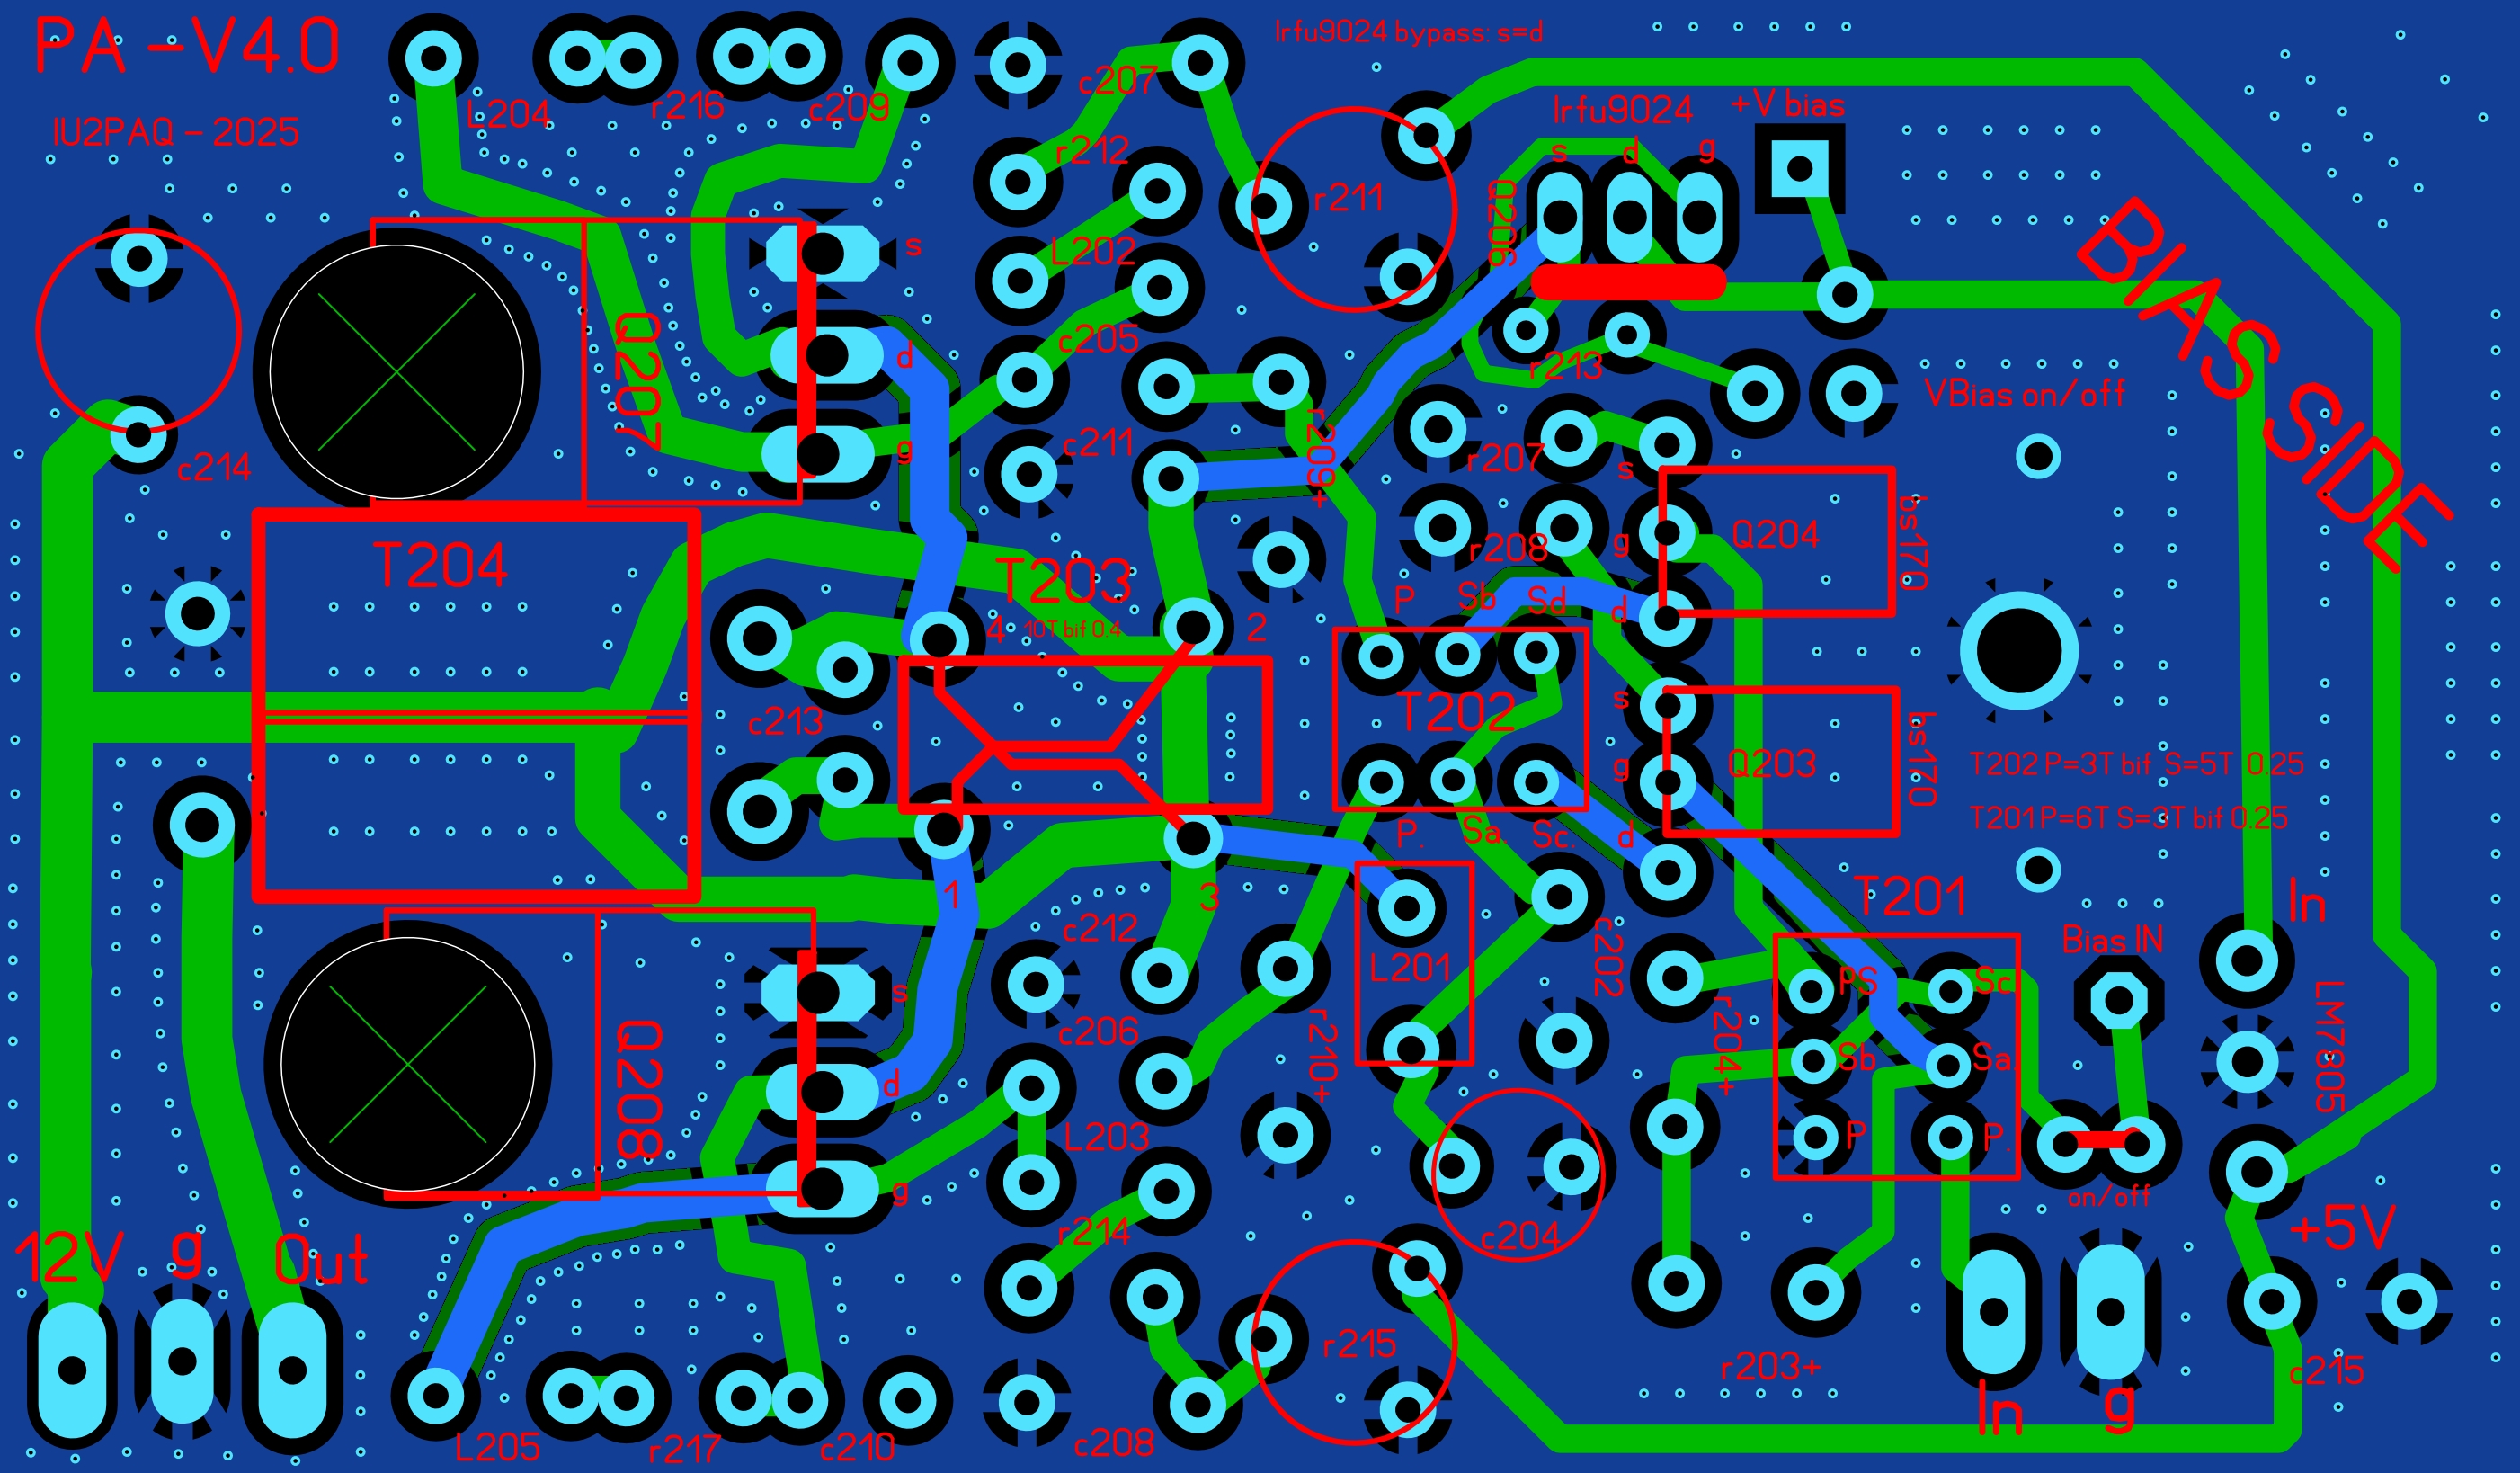 PA -V4.0
IU2PAQ - 2025
L204
r216
c209
c207
Irfu9024 bypass: s=d
r212
r211
Irfu9024
+V bias
s
d
g
Q206
s
L202
c205
r213
VBias on/off
BIAS SIDE
Q207
d
g
c211
r209+
r207
s
c214
T204
T203
4
10T bif 0.4
2
r208
g
Q204
bs170
P
Sb
Sd
d
c213
T202
s
g
Q203
bs170
T202 P=3T bif S=5T 0.25
T201 P=6T S=3T bif 0.25
P.
Sa.
Sc.
d
1
3
c212
L201
c202
T201
Bias IN
In
s
c206
r210+
r204+
PS
Sc
Sb
Sa.
P
P.
LM7805
Q208
d
g
L203
r214
c204
on/off
+5V
12V
g
Out
r215
r203+
c215
In
g
L205
r217
c210
c208